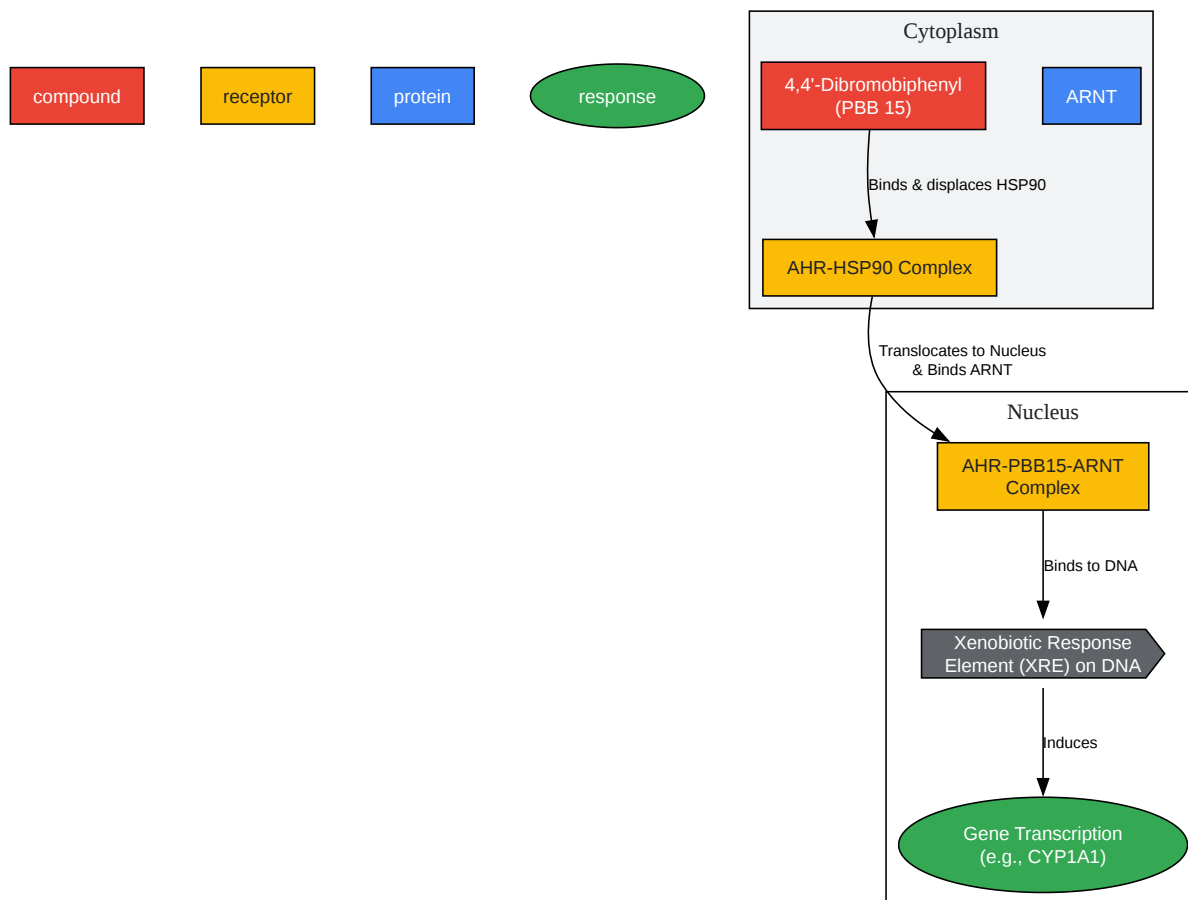 compound
receptor
protein
response
Cytoplasm
4,4'-Dibromobiphenyl
(PBB 15)
ARNT
Binds & displaces HSP90
AHR-HSP90 Complex
Translocates to Nucleus
& Binds ARNT
Nucleus
AHR-PBB15-ARNT
Complex
Binds to DNA
Xenobiotic Response
Element (XRE) on DNA
Induces
Gene Transcription
(e.g., CYP1A1)